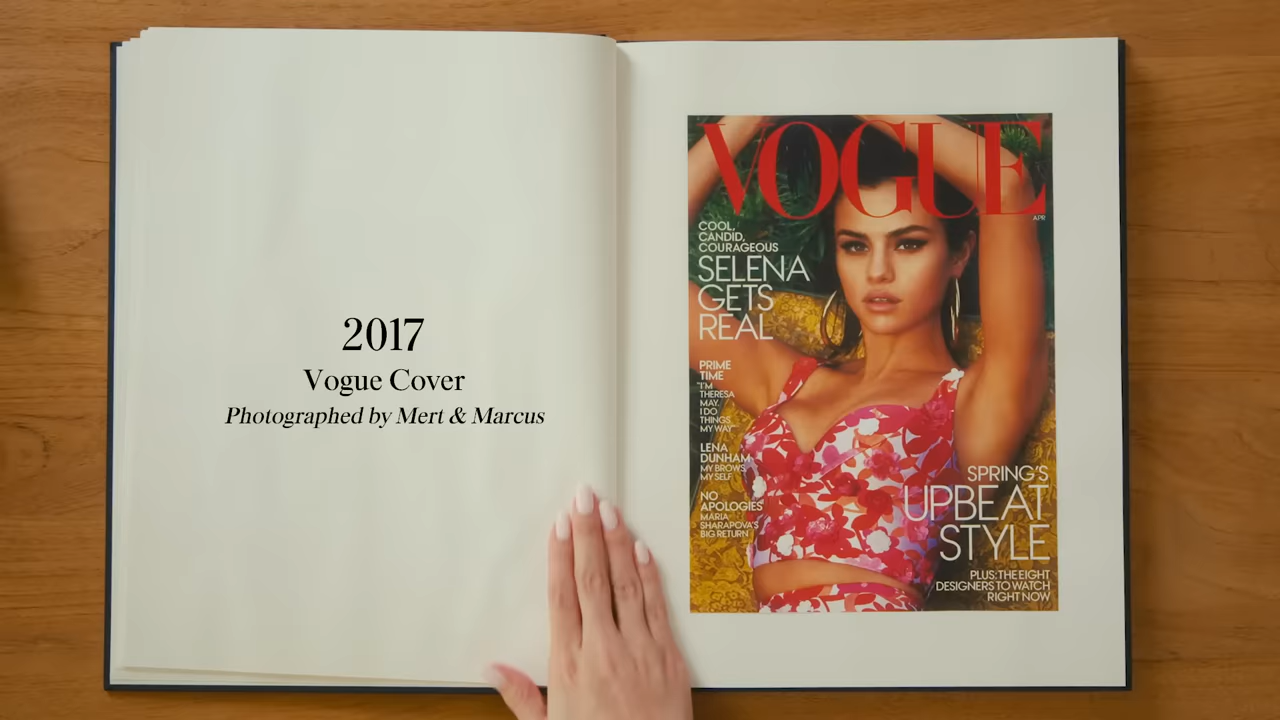 2017
Vogue Cover
Photographed by Mert & Marcus
VOGUE
APR
COOL,
CANDID,
COURAGEOUS
SELENA
GETS
REAL
PRIME
TIME
"I'M
THERESA
MAY,
I DO
THINGS
MY WAY"
LENA
DUNHAM
MY BROWS,
MY SELF
NO
APOLOGIES
MARIA
SHARAPOVA'S
BIG RETURN
SPRING'S
UPBEAT
STYLE
PLUS: THE EIGHT
DESIGNERS TO WATCH
RIGHT NOW